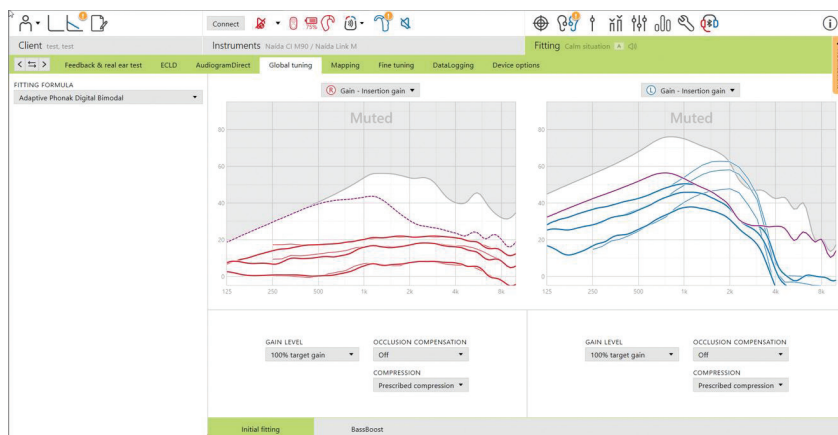 Connect
75%
Client test, test
Instruments Naída CI M90 / Naída Link M
Fitting Calm situation A
Feedback & real ear test ECLD AudiogramDirect Global tuning Mapping Fine tuning DataLogging Device options
FITTING FORMULA
Adaptive Phonak Digital Bimodal
R Gain - Insertion gain
L Gain - Insertion gain
Muted
Muted
80
60
40
20
0
125 250 500 1k 2k 4k 8k
80
60
40
20
0
125 250 500 1k 2k 4k 8k
GAIN LEVEL OCCLUSION COMPENSATION
100% target gain Off
COMPRESSION
Prescribed compression
GAIN LEVEL OCCLUSION COMPENSATION
100% target gain Off
COMPRESSION
Prescribed compression
Initial fitting BassBoost